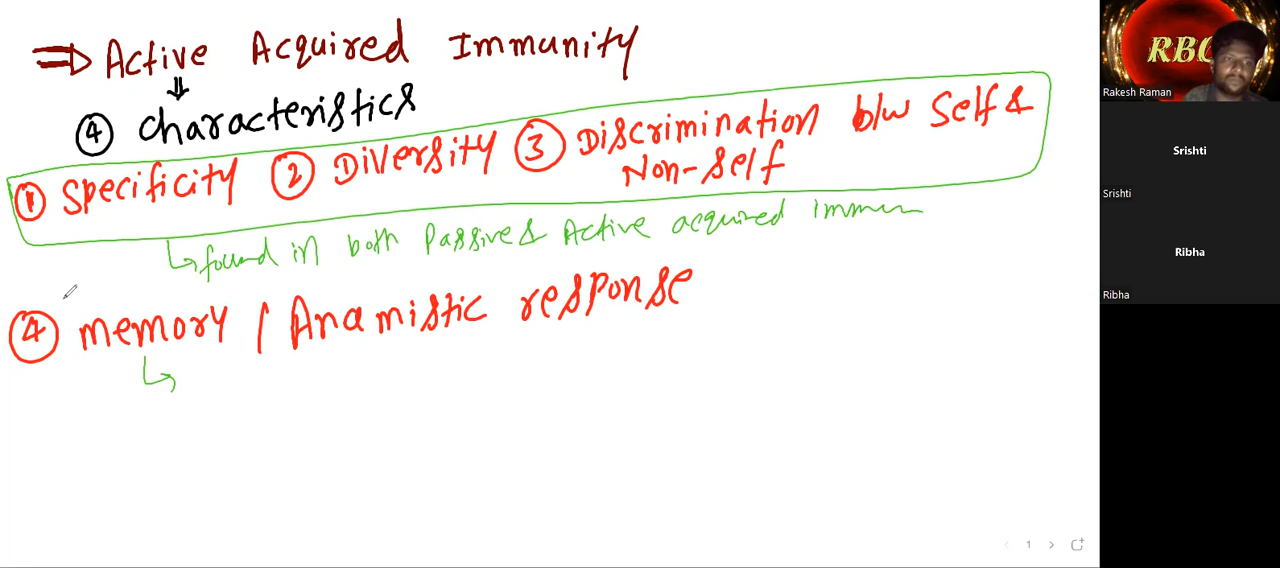 ⇒ Active Acquired Immunity
④ characteristics
① Specificity ② Diversity ③ Discrimination b/w Self &
Non-self
↳ found in both Passive & Active acquired immun
④ memory / Anamistic response
↳
1
RBC
Rakesh Raman
Srishti
Srishti
Ribha
Ribha